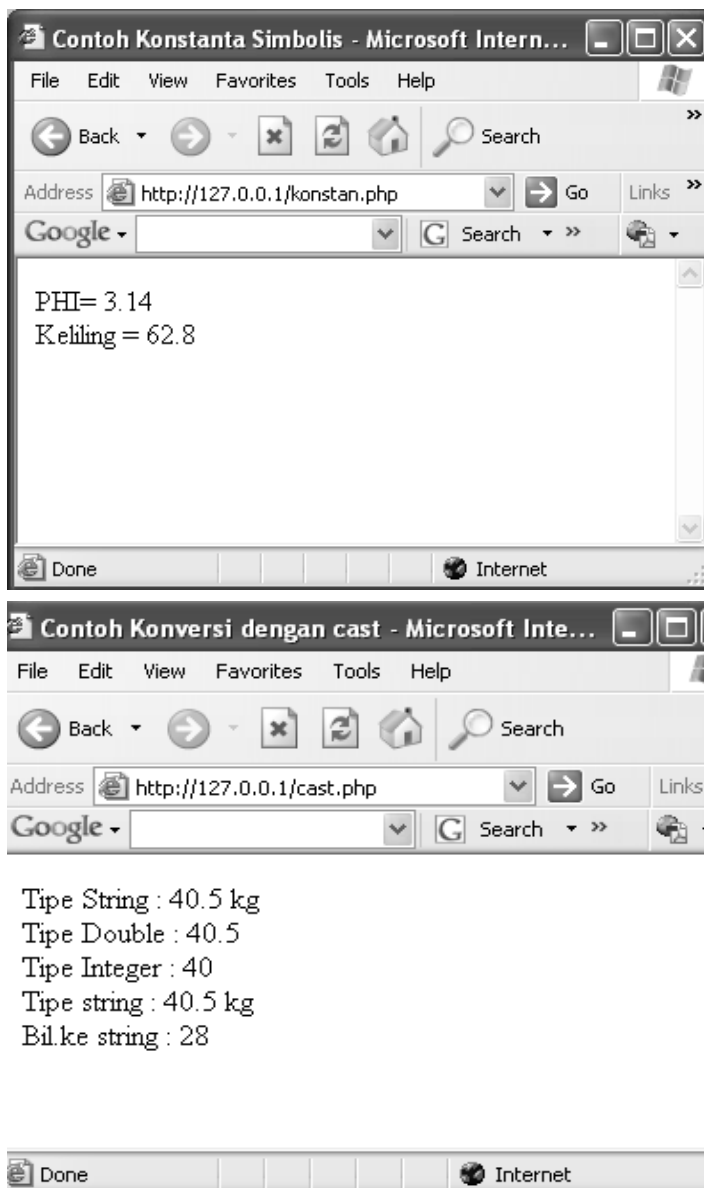 Contoh Konstanta Simbolis - Microsoft Intern...
File Edit View Favorites Tools Help
Back Search
Address http://127.0.0.1/konstan.php Go Links
Google Search
PHI= 3.14
Keliling = 62.8
Done Internet
Contoh Konversi dengan cast - Microsoft Inte...
File Edit View Favorites Tools Help
Back Search
Address http://127.0.0.1/cast.php Go Links
Google G Search
Tipe String : 40.5 kg
Tipe Double : 40.5
Tipe Integer : 40
Tipe string : 40.5 kg
Bil.ke string : 28
Done Internet